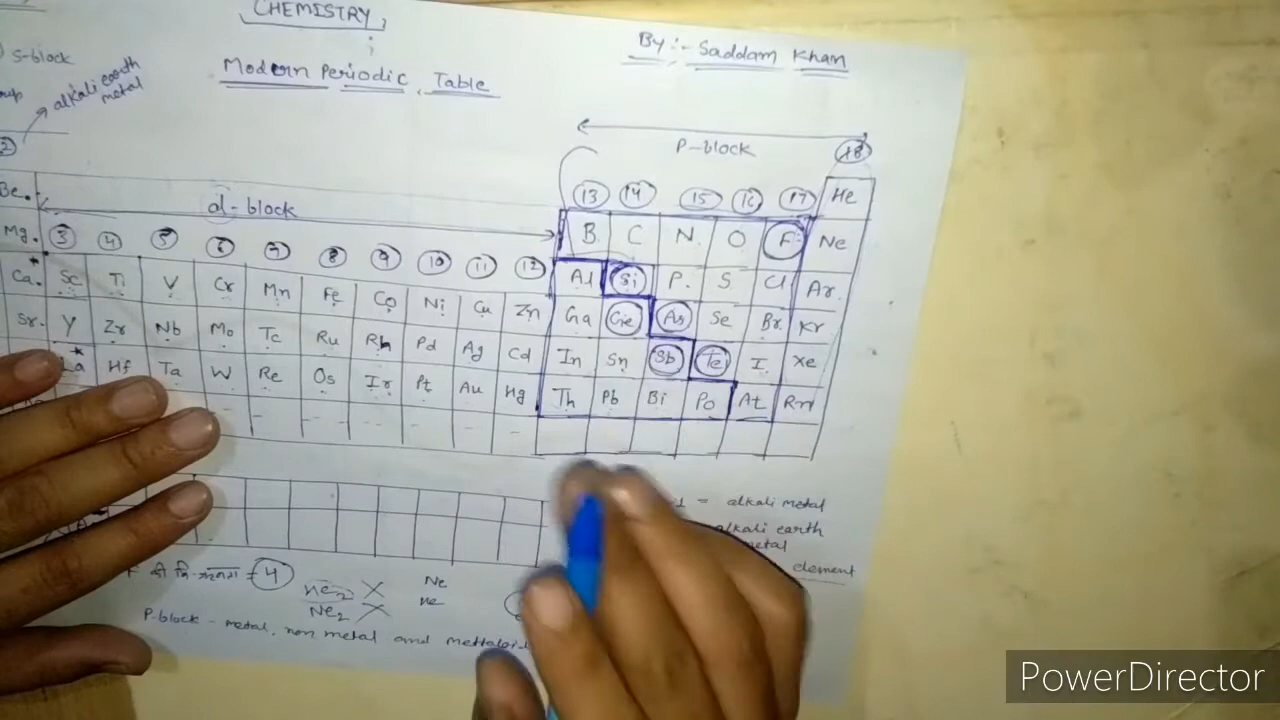 CHEMISTRY,
By :- Saddam Khan
S-block
Modern Periodic Table
alkali earth
metal
P-block
18
2
Be. He
d-block 13 14 15 16 17
Mg. 3 4 5 6 7 8 9 10 11 12 B C N. O F Ne
Ca. Sc Ti V Cr Mn Fe Co Ni Cu Zn Al Si P. S Cl Ar.
Sr. Y Zr Nb Mo Tc Ru Rh Pd Ag Cd Ga Ge As Se Br. Kr
La Hf Ta W Re Os Ir Pt Au Hg In Sn Sb Te I. Xe
Th Pb Bi Po At Rn
= alkali metal
alkali earth
metal
element
F की = 4
Ne
Ne2
P-block - metal, non metal and mettaloid
PowerDirector